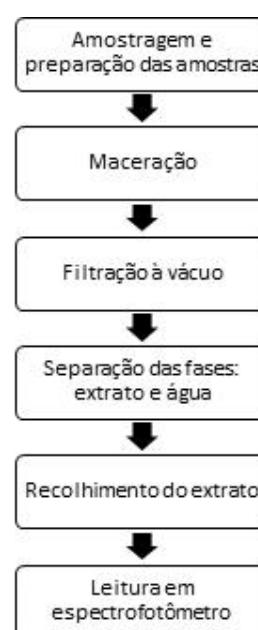 Amostragem e
preparação das amostras
Maceração
Filtração à vácuo
Separação das fases:
extrato e água
Recolhimento do extrato
Leitura em
espectrofotômetro